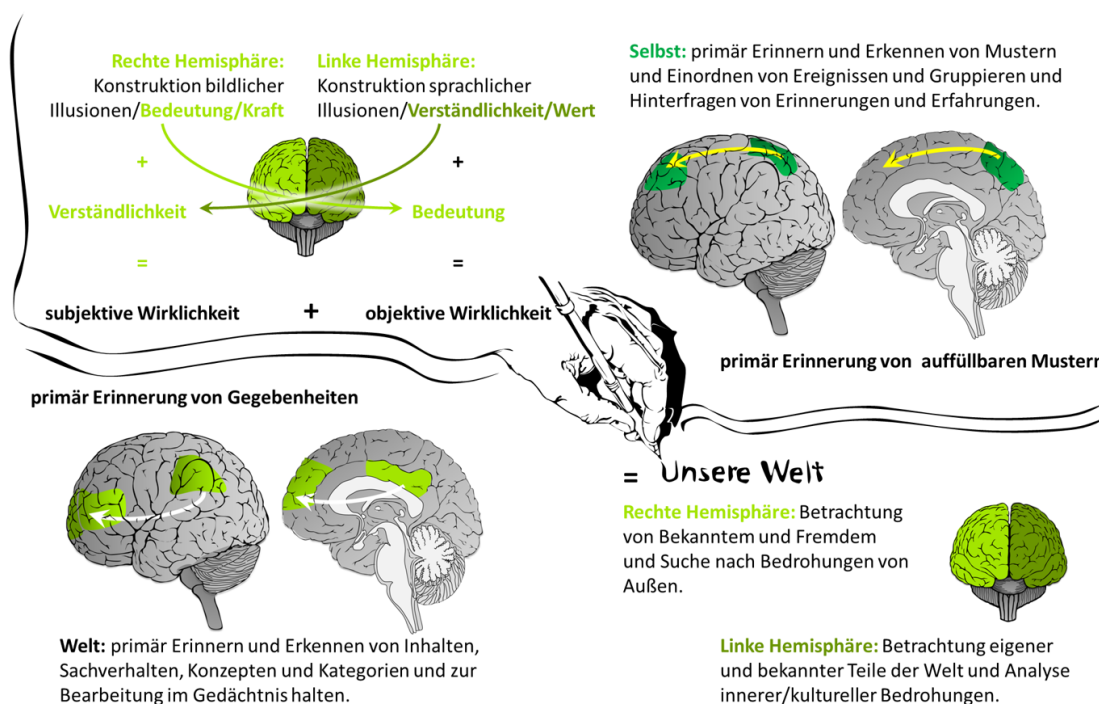 Rechte Hemisphäre:
Konstruktion bildlicher
Illusionen/Bedeutung/Kraft
+
Verständlichkeit
=
subjektive Wirklichkeit
+
Linke Hemisphäre:
Konstruktion sprachlicher
Illusionen/Verständlichkeit/Wert
+
Bedeutung
=
objektive Wirklichkeit
Selbst: primär Erinnern und Erkennen von Mustern
und Einordnen von Ereignissen und Gruppieren und
Hinterfragen von Erinnerungen und Erfahrungen.
primär Erinnerung von auffüllbaren Mustern
primär Erinnerung von Gegebenheiten
Welt: primär Erinnern und Erkennen von Inhalten,
Sachverhalten, Konzepten und Kategorien und zur
Bearbeitung im Gedächtnis halten.
= Unsere Welt
Rechte Hemisphäre: Betrachtung
von Bekanntem und Fremdem
und Suche nach Bedrohungen von
Außen.
Linke Hemisphäre: Betrachtung eigener
und bekannter Teile der Welt und Analyse
innerer/kultureller Bedrohungen.